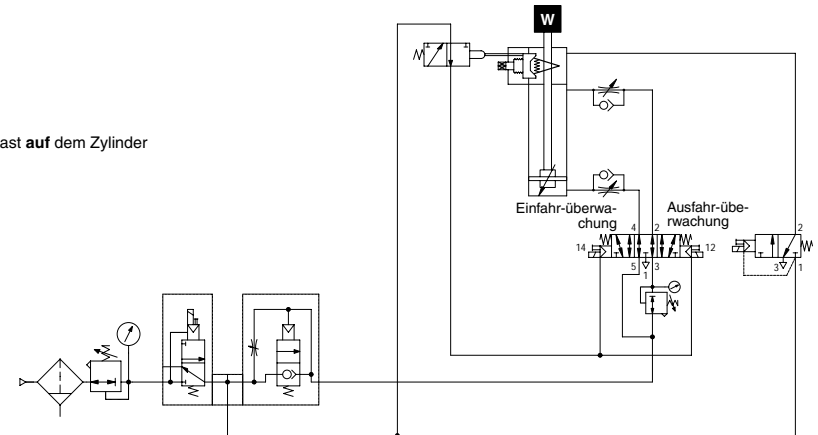 W
ast auf dem Zylinder
Einfahr-überwa-
chung
Ausfahr-übe-
rwachung
4 2
14
12
5 1 3
2
3 1